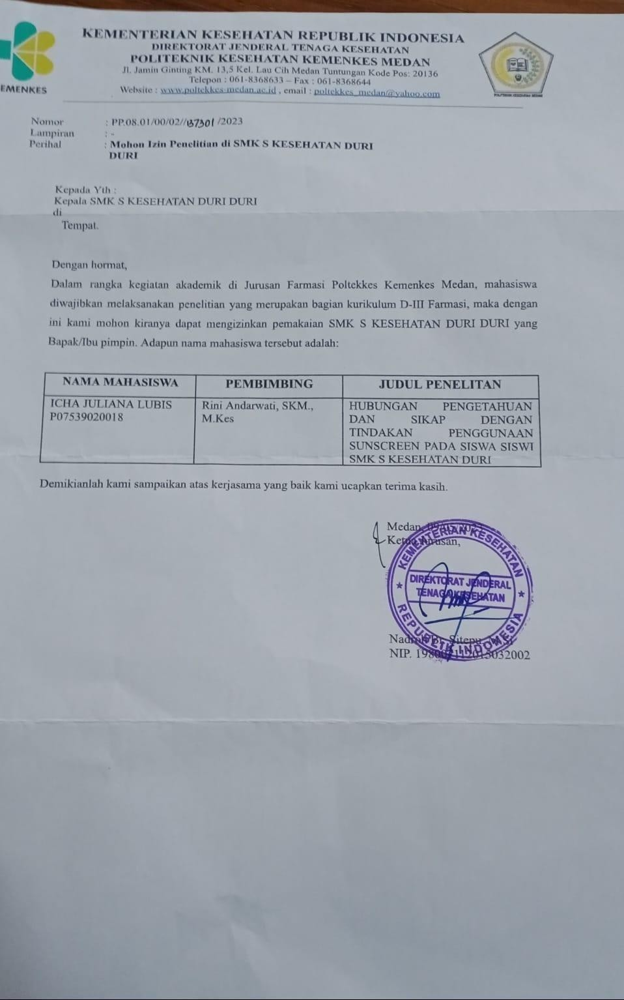 KEMENTERIAN KESEHATAN REPUBLIK INDONESIA
DIREKTORAT JENDERAL TENAGA KESEHATAN
POLITEKNIK KESEHATAN KEMENKES MEDAN
Jl. Jamin Ginting KM. 13,5 Kel. Lau Cih Medan Tuntungan Kode Pos: 20136
Telepon : 061-8368633 – Fax : 061-8368644
Website : www.poltekkes-medan.ac.id , email : poltekkes_medan@yahoo.com
EMENKES
POLITEKNIK KESEHATAN MEDAN
Nomor : PP.08.01/00/02// /2023
Lampiran : -
Perihal : Mohon Izin Penelitian di SMK S KESEHATAN DURI
DURI
Kepada Yth :
Kepala SMK S KESEHATAN DURI DURI
di
Tempat.
Dengan hormat,
Dalam rangka kegiatan akademik di Jurusan Farmasi Poltekkes Kemenkes Medan, mahasiswa
diwajibkan melaksanakan penelitian yang merupakan bagian kurikulum D-III Farmasi, maka dengan
ini kami mohon kiranya dapat mengizinkan pemakaian SMK S KESEHATAN DURI DURI yang
Bapak/Ibu pimpin. Adapun nama mahasiswa tersebut adalah:
NAMA MAHASISWA PEMBIMBING JUDUL PENELITAN
ICHA JULIANA LUBIS Rini Andarwati, SKM., HUBUNGAN PENGETAHUAN
P07539020018 M.Kes DAN SIKAP DENGAN
TINDAKAN PENGGUNAAN
SUNSCREEN PADA SISWA SISWI
SMK S KESEHATAN DURI
Demikianlah kami sampaikan atas kerjasama yang baik kami ucapkan terima kasih.
Medan,
Ketua Jurusan,
KEMENTERIAN KESEHATAN
DIREKTORAT JENDERAL
TENAGA KESEHATAN
REPUBLIK INDONESIA
Nadroh Br. Sitepu, M.Si
NIP.